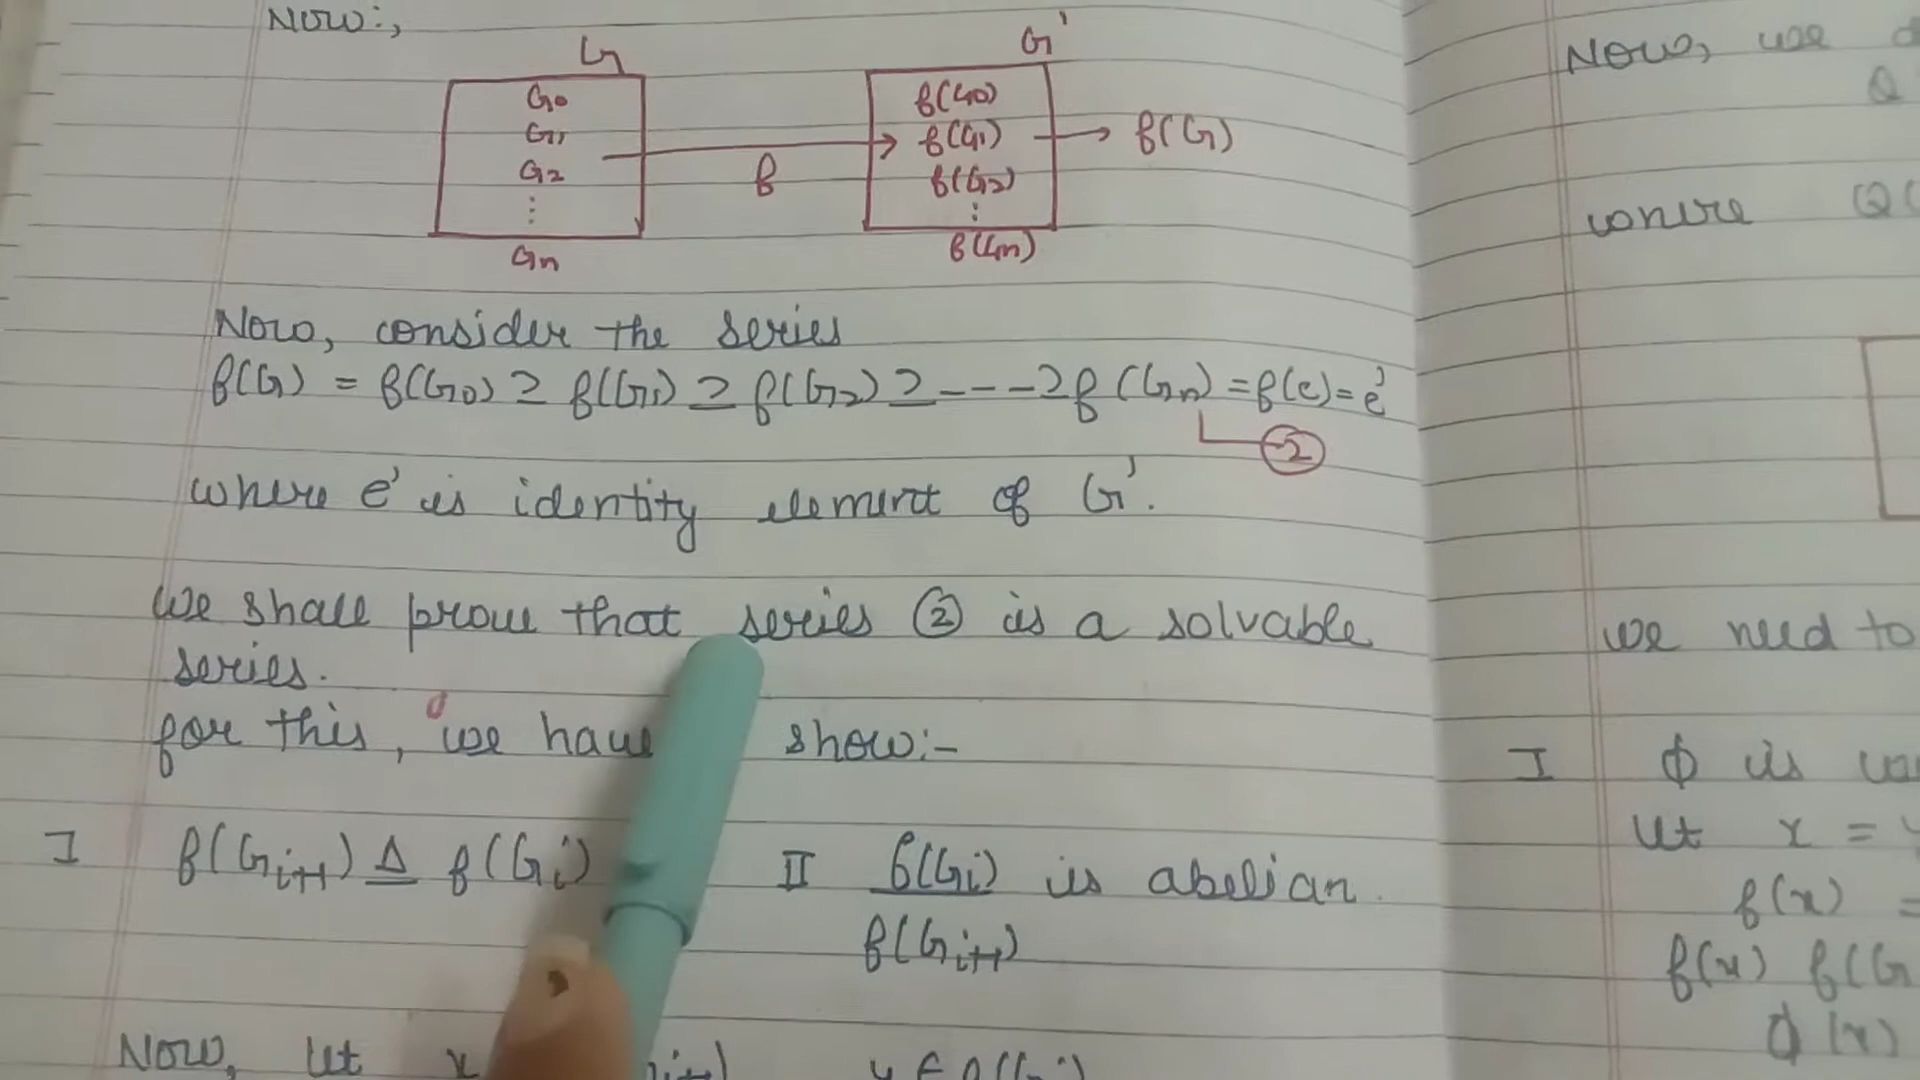 Now:,
G
G'
G0
G1
G2
⋮
Gn
f
f(G0)
f(G1)
f(G2)
⋮
f(Gn)
f(G)
Now, consider the series
f(G) = f(G0) ⊇ f(G1) ⊇ f(G2) ⊇ ---⊇ f(Gn) = f(e) = e'
②
where e' is identity element of G'.
We shall prove that series ② is a solvable
series.
for this, we have show:-
I f(Gi+1) ⊴ f(Gi) II f(Gi) is abelian.
f(Gi+1)
Now, let x
Now, use
Q
where Q(
we need to
I ϕ is
let x =
f(x) =
f(x) f(G
ϕ(x)